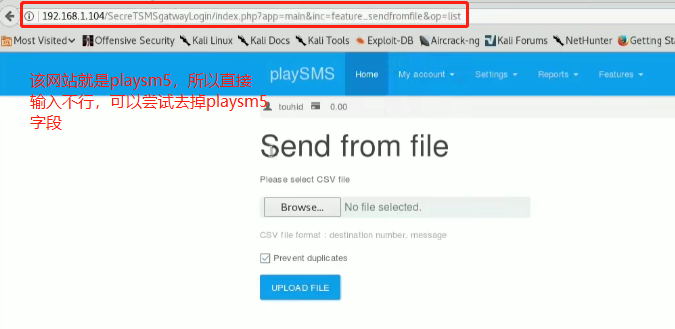 192.168.1.104/SecreTSMSgatwayLogin/index.php?app=main&inc=feature_sendfromfile&op=list
Most Visited Offensive Security Kali Linux Kali Docs Kali Tools Exploit-DB Aircrack-ng Kali Forums NetHunter Getting Sta
该网站就是playsm5，所以直接
输入不行，可以尝试去掉playsm5
字段
playSMS Home My account Settings Reports Features
touhid 0.00
Send from file
Please select CSV file
Browse... No file selected.
CSV file format : destination number, message
Prevent duplicates
UPLOAD FILE